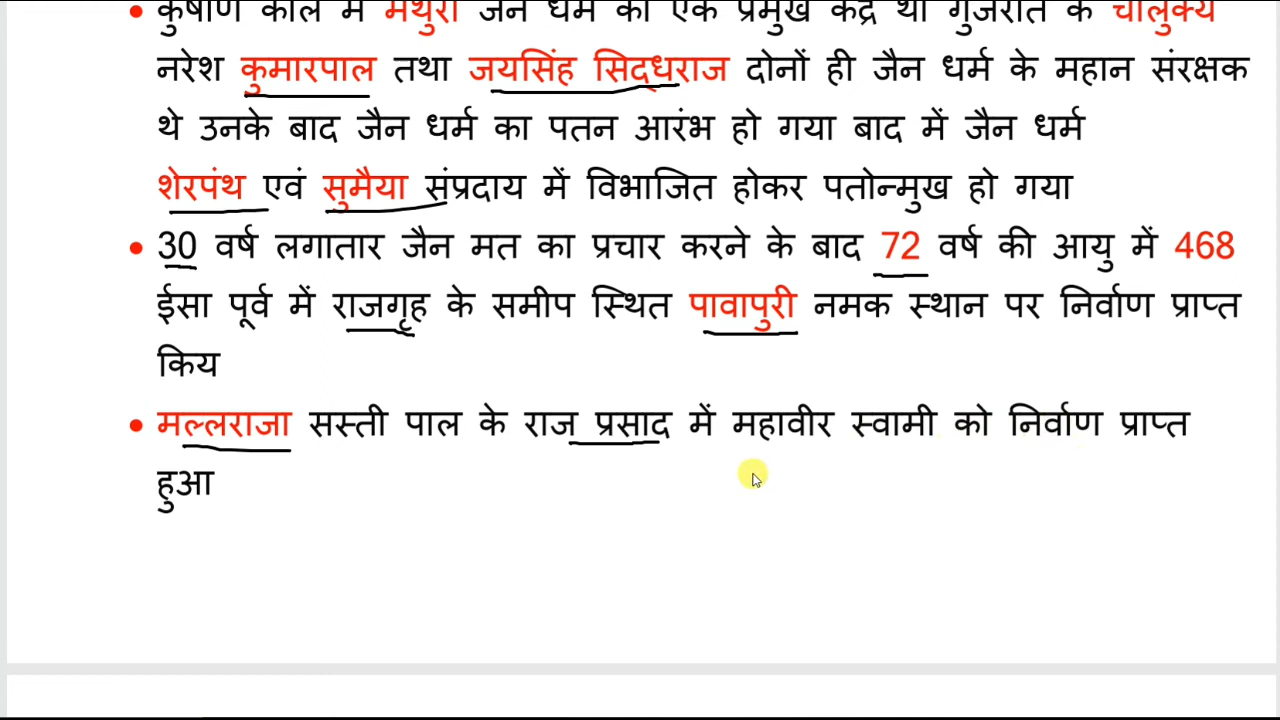 कुषाण काल में मथुरा जैन धर्म का एक प्रमुख केंद्र था गुजरात के चालुक्य
नरेश कुमारपाल तथा जयसिंह सिद्धराज दोनों ही जैन धर्म के महान संरक्षक
थे उनके बाद जैन धर्म का पतन आरंभ हो गया बाद में जैन धर्म
शेरपंथ एवं सुमैया संप्रदाय में विभाजित होकर पतोन्मुख हो गया
30 वर्ष लगातार जैन मत का प्रचार करने के बाद 72 वर्ष की आयु में 468
ईसा पूर्व में राजगृह के समीप स्थित पावापुरी नमक स्थान पर निर्वाण प्राप्त
किय
मल्लराजा सस्ती पाल के राज प्रसाद में महावीर स्वामी को निर्वाण प्राप्त
हुआ